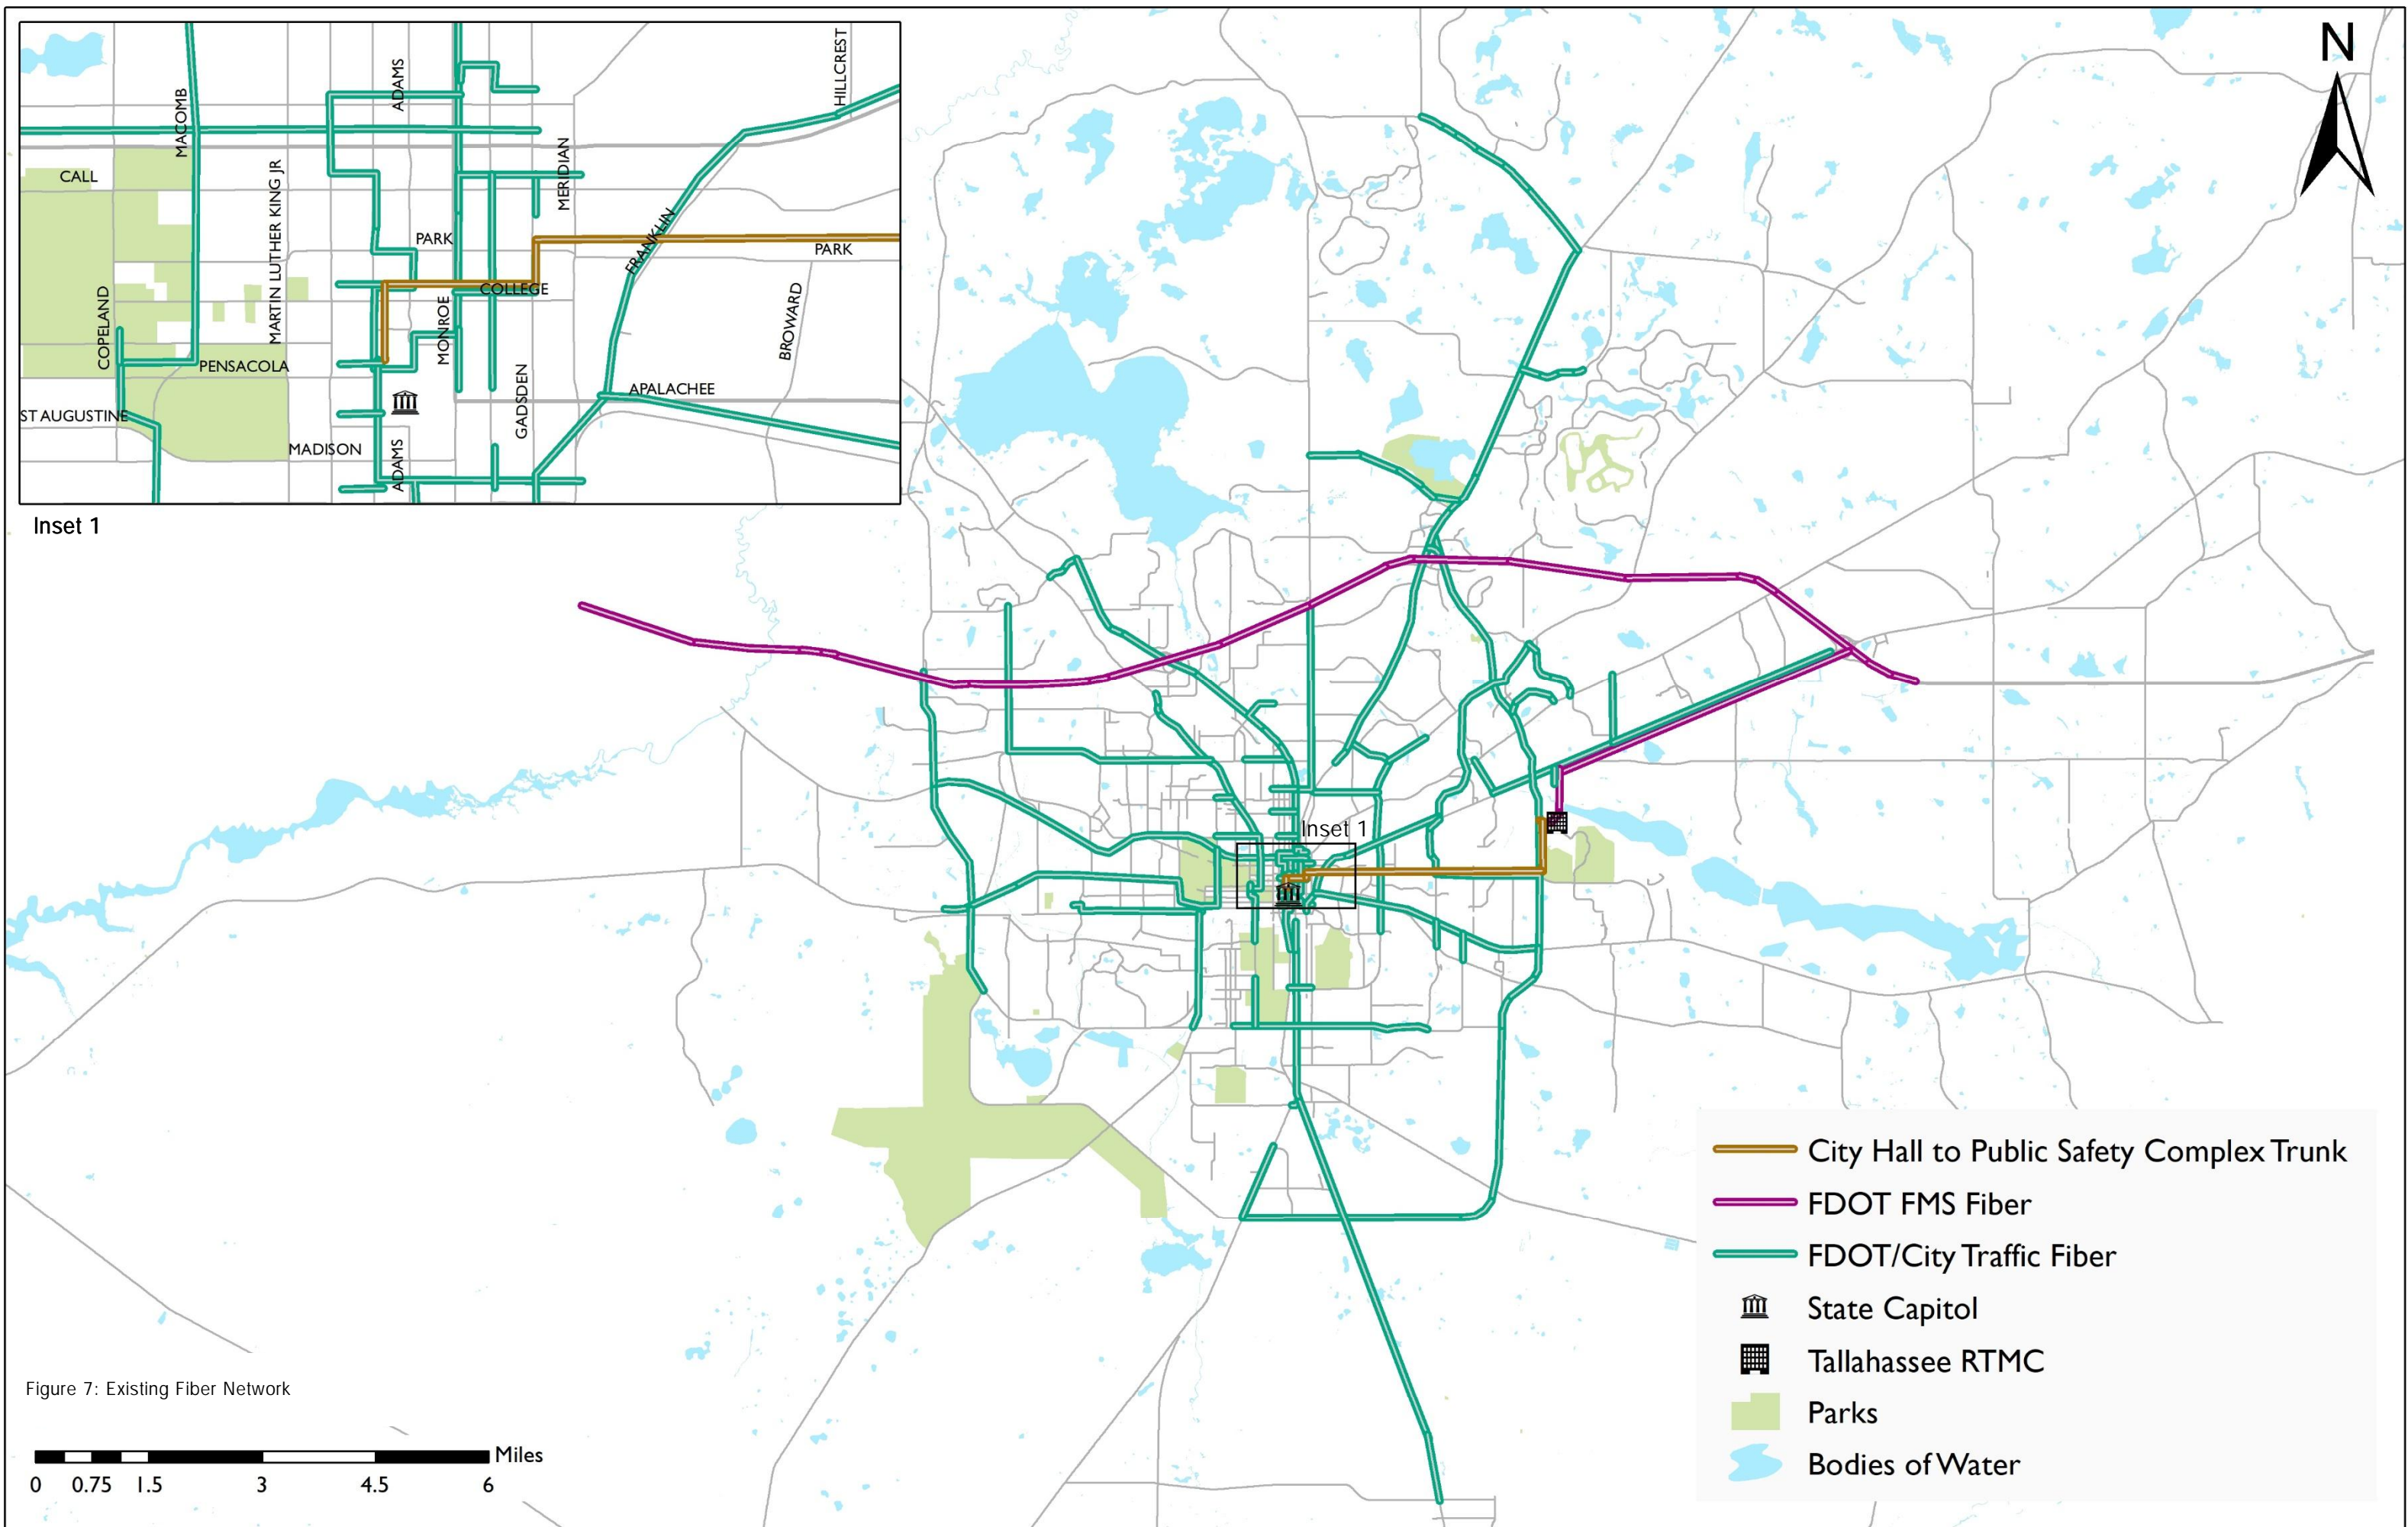 N
HILLCREST
ADAMS
MACOMB
MERIDIAN
CALL
MARTIN LUTHER KING JR
FRANKLIN
PARK
PARK
COLLEGE
COPELAND
MONROE
BROWARD
PENSACOLA
GADSDEN
APALACHEE
ST AUGUSTINE
MADISON
ADAMS
Inset 1
Inset 1
City Hall to Public Safety Complex Trunk
FDOT FMS Fiber
FDOT/City Traffic Fiber
State Capitol
Tallahassee RTMC
Parks
Bodies of Water
Figure 7: Existing Fiber Network
Miles
0 0.75 1.5 3 4.5 6